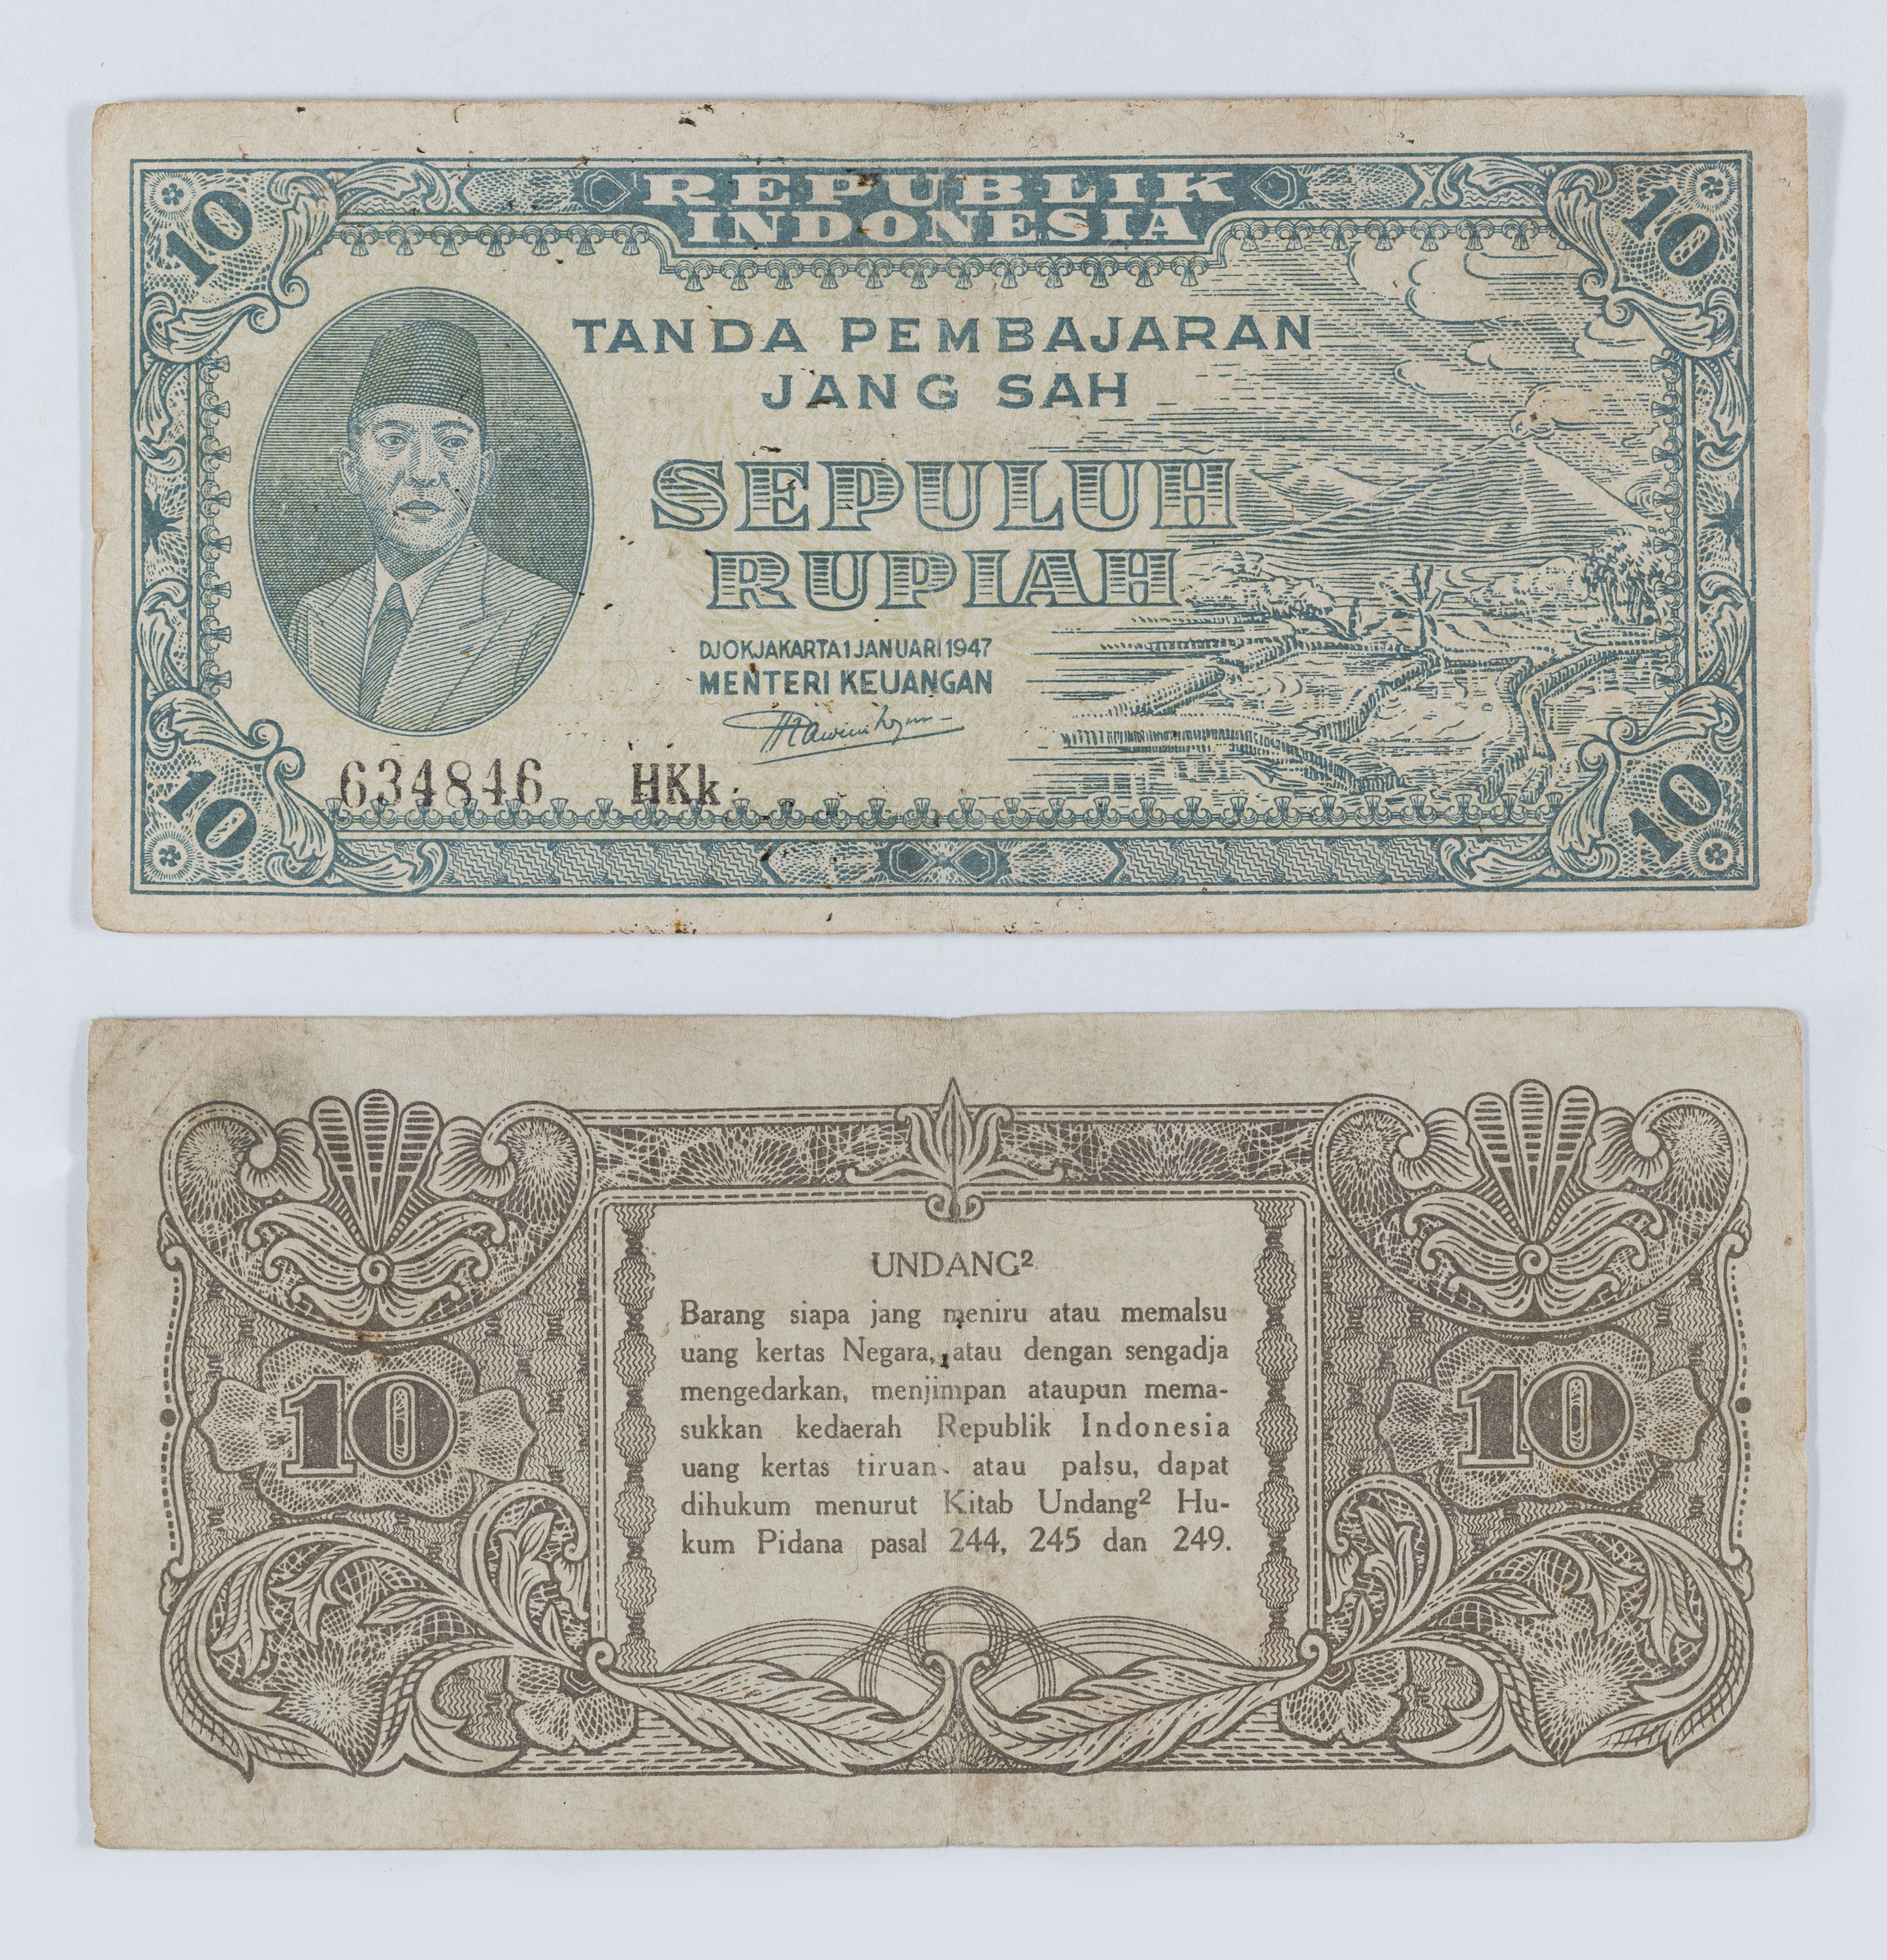 10
REPUBLIK
INDONESIA
10
TANDA PEMBAJARAN
JANG SAH
SEPULUH
RUPIAH
DJOKJAKARTA 1 JANUARI 1947
MENTERI KEUANGAN
634846 HKk
10
10
UNDANG²
Barang siapa jang meniru atau memalsu
uang kertas Negara, atau dengan sengadja
mengedarkan, menjimpan ataupun mema-
sukkan kedaerah Republik Indonesia
uang kertas tiruan atau palsu, dapat
dihukum menurut Kitab Undang² Hu-
kum Pidana pasal 244, 245 dan 249.
10
10